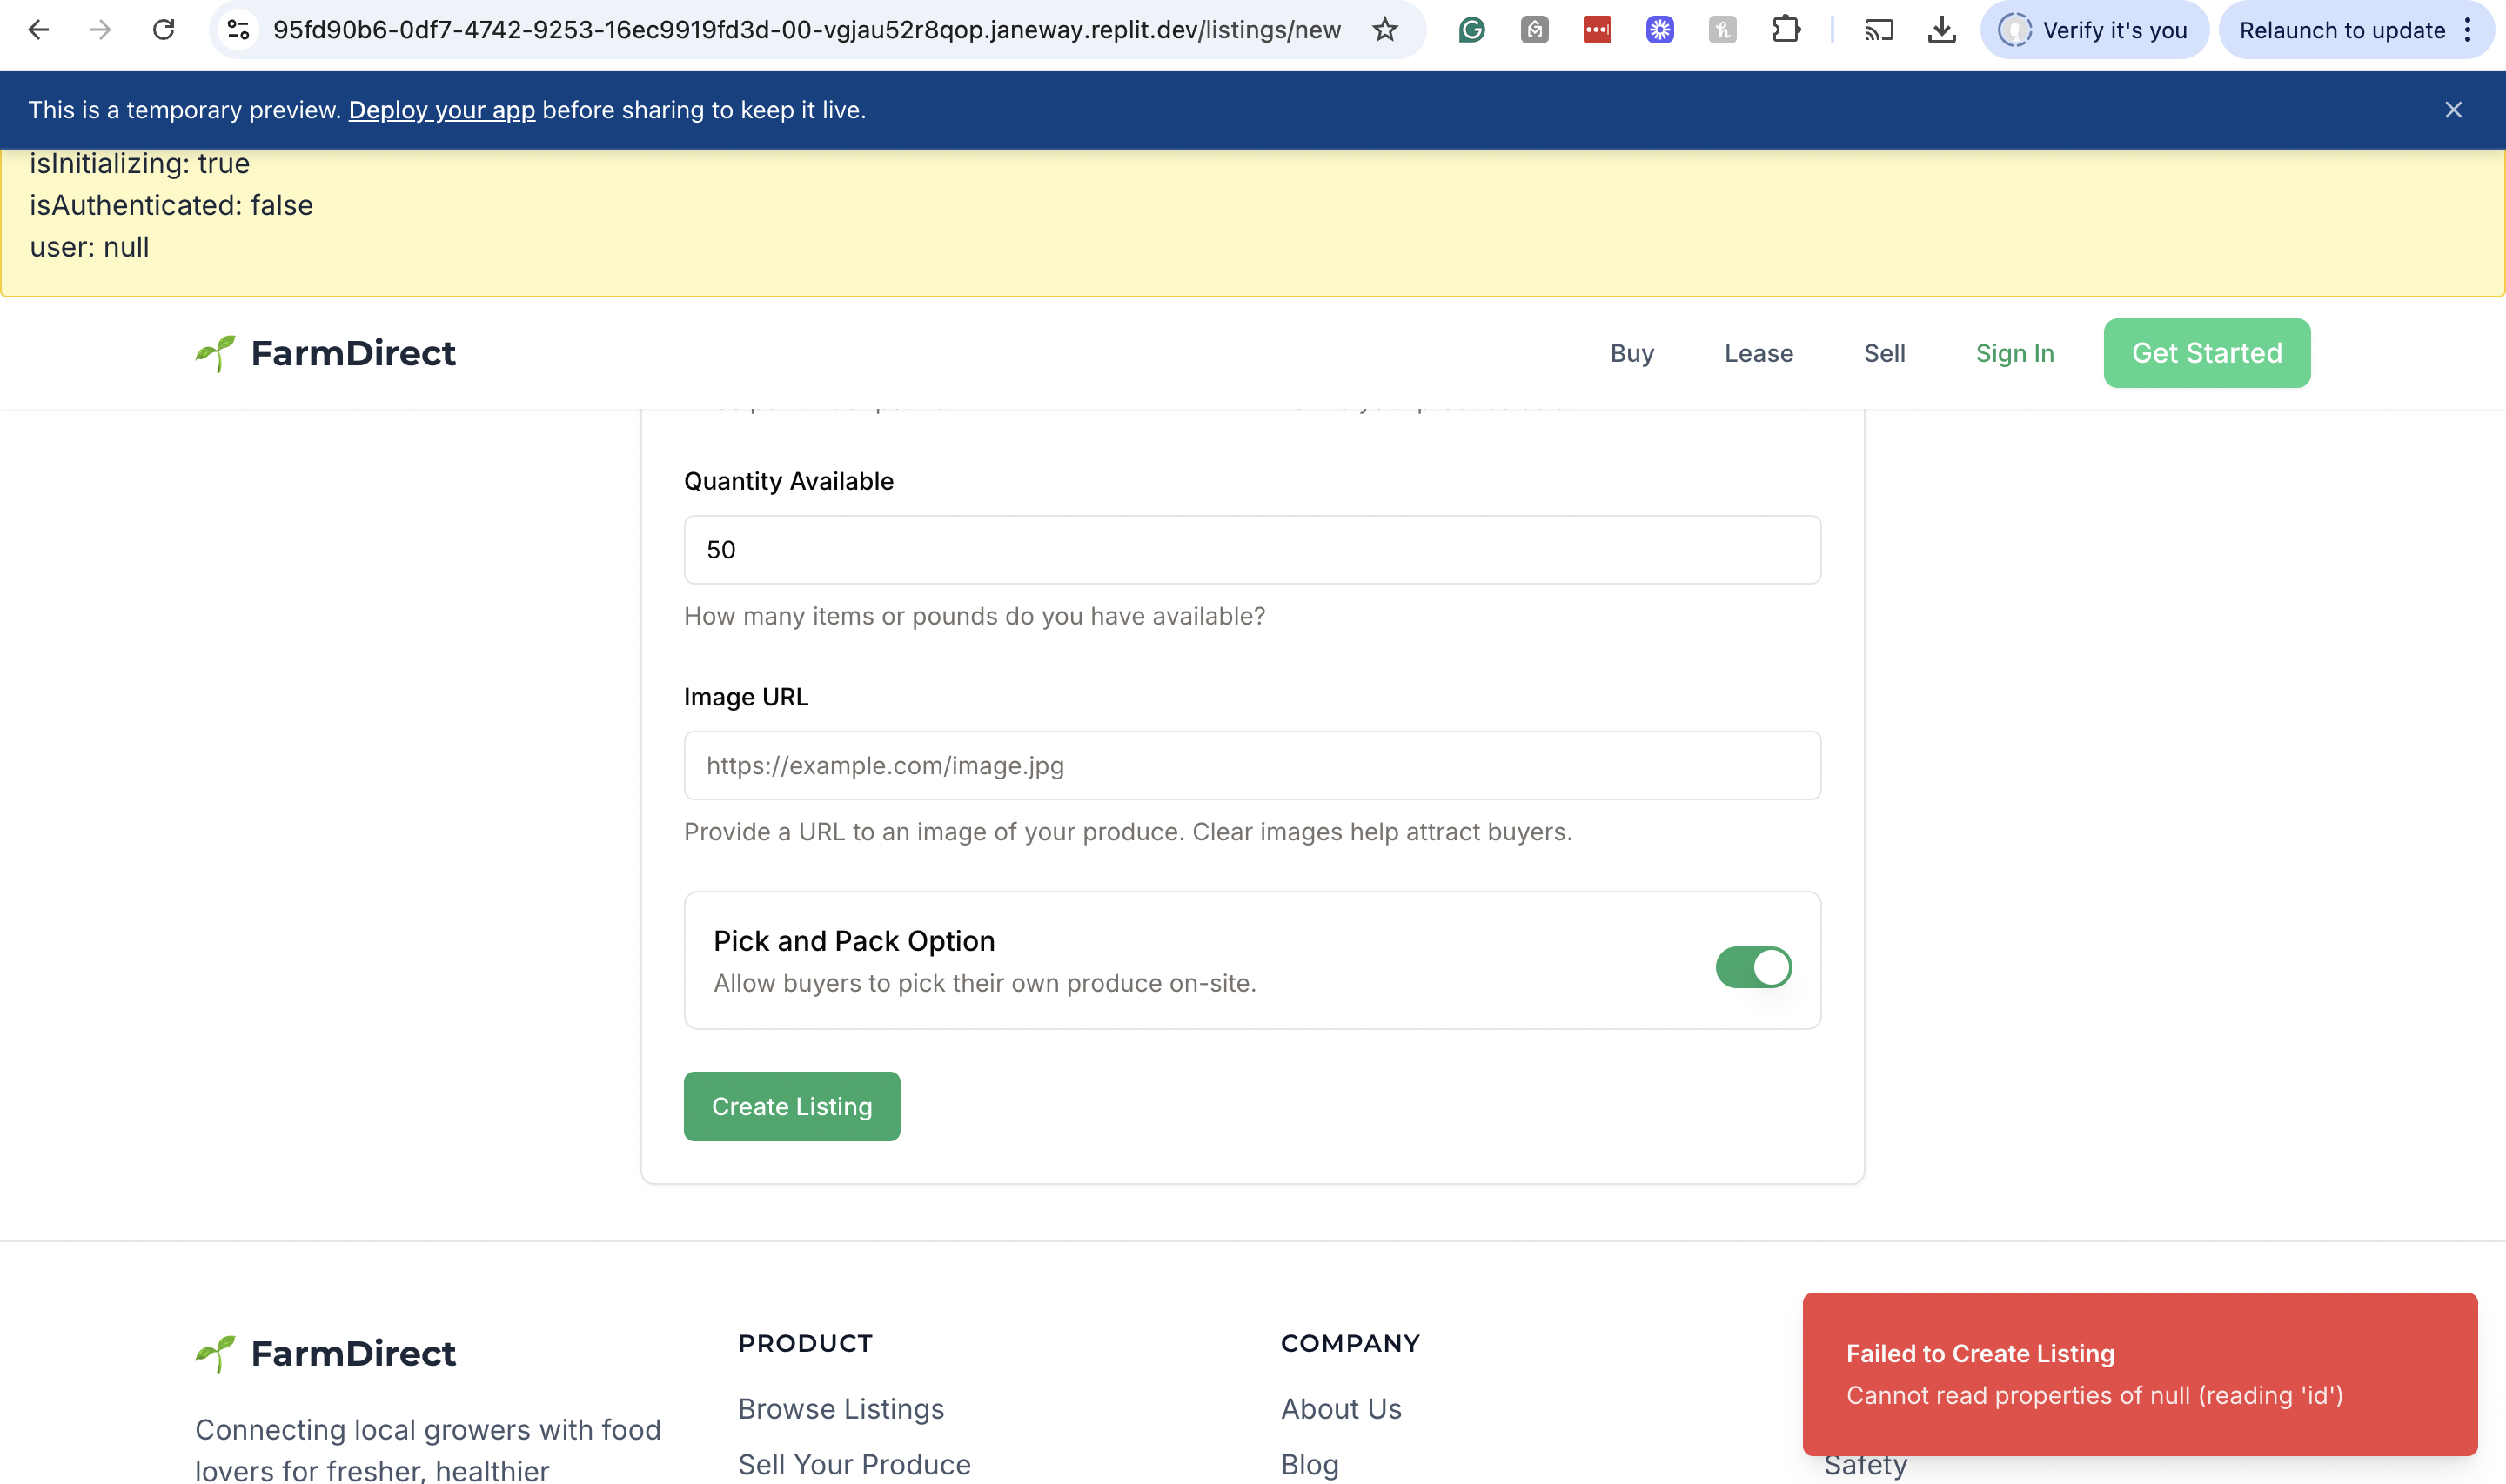 95fd90b6-0df7-4742-9253-16ec9919fd3d-00-vgjau52r8qop.janeway.replit.dev/listings/new
Verify it's you
Relaunch to update
This is a temporary preview. Deploy your app before sharing to keep it live.
isInitializing: true
isAuthenticated: false
user: null
FarmDirect
Buy
Lease
Sell
Sign In
Get Started
Quantity Available
50
How many items or pounds do you have available?
Image URL
https://example.com/image.jpg
Provide a URL to an image of your produce. Clear images help attract buyers.
Pick and Pack Option
Allow buyers to pick their own produce on-site.
Create Listing
FarmDirect
Connecting local growers with food
lovers for fresher, healthier
PRODUCT
Browse Listings
Sell Your Produce
COMPANY
About Us
Blog
Failed to Create Listing
Cannot read properties of null (reading 'id')
Safety